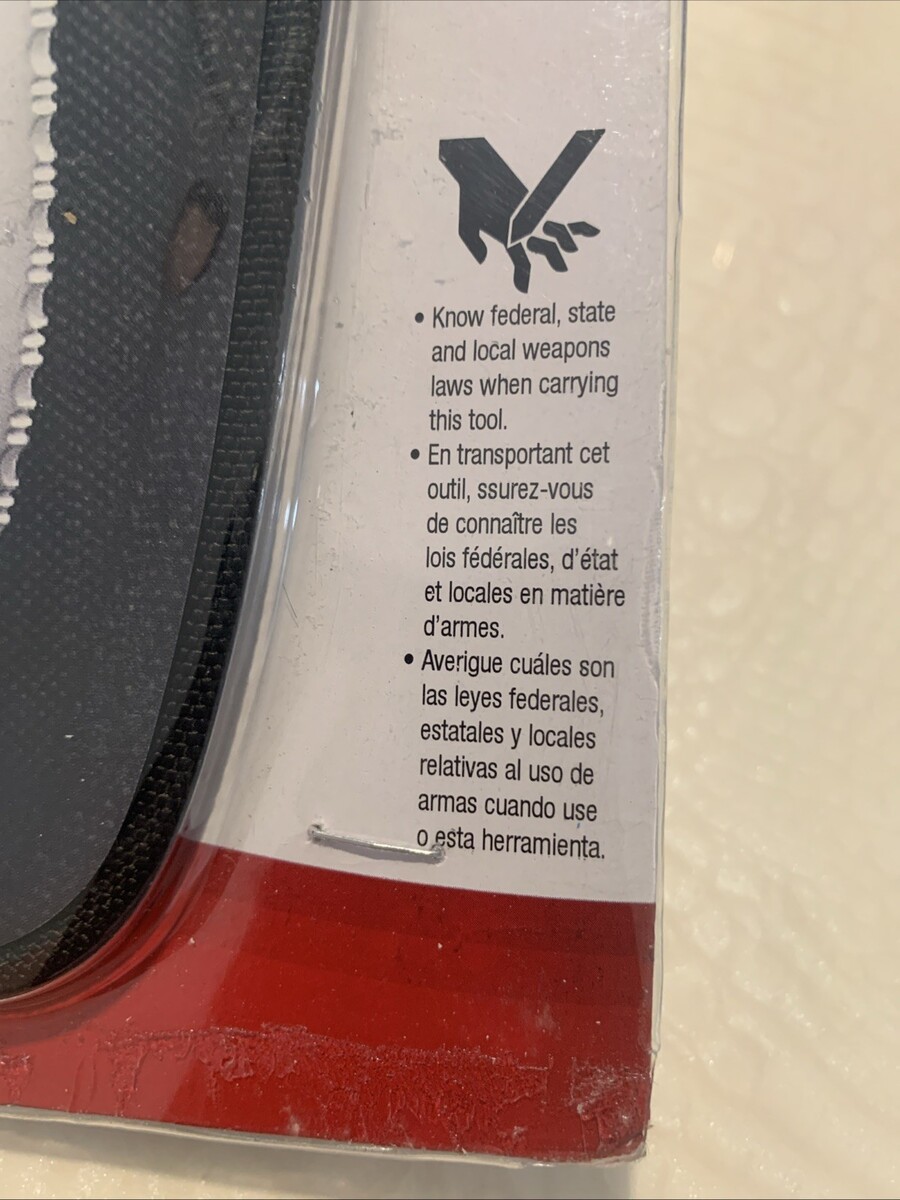 • Know federal, state
and local weapons
laws when carrying
this tool.
• En transportant cet
outil, ssurez-vous
de connaître les
lois fédérales, d'état
et locales en matière
d'armes.
• Averigue cuáles son
las leyes federales,
estatales y locales
relativas al uso de
armas cuando use
o esta herramienta.